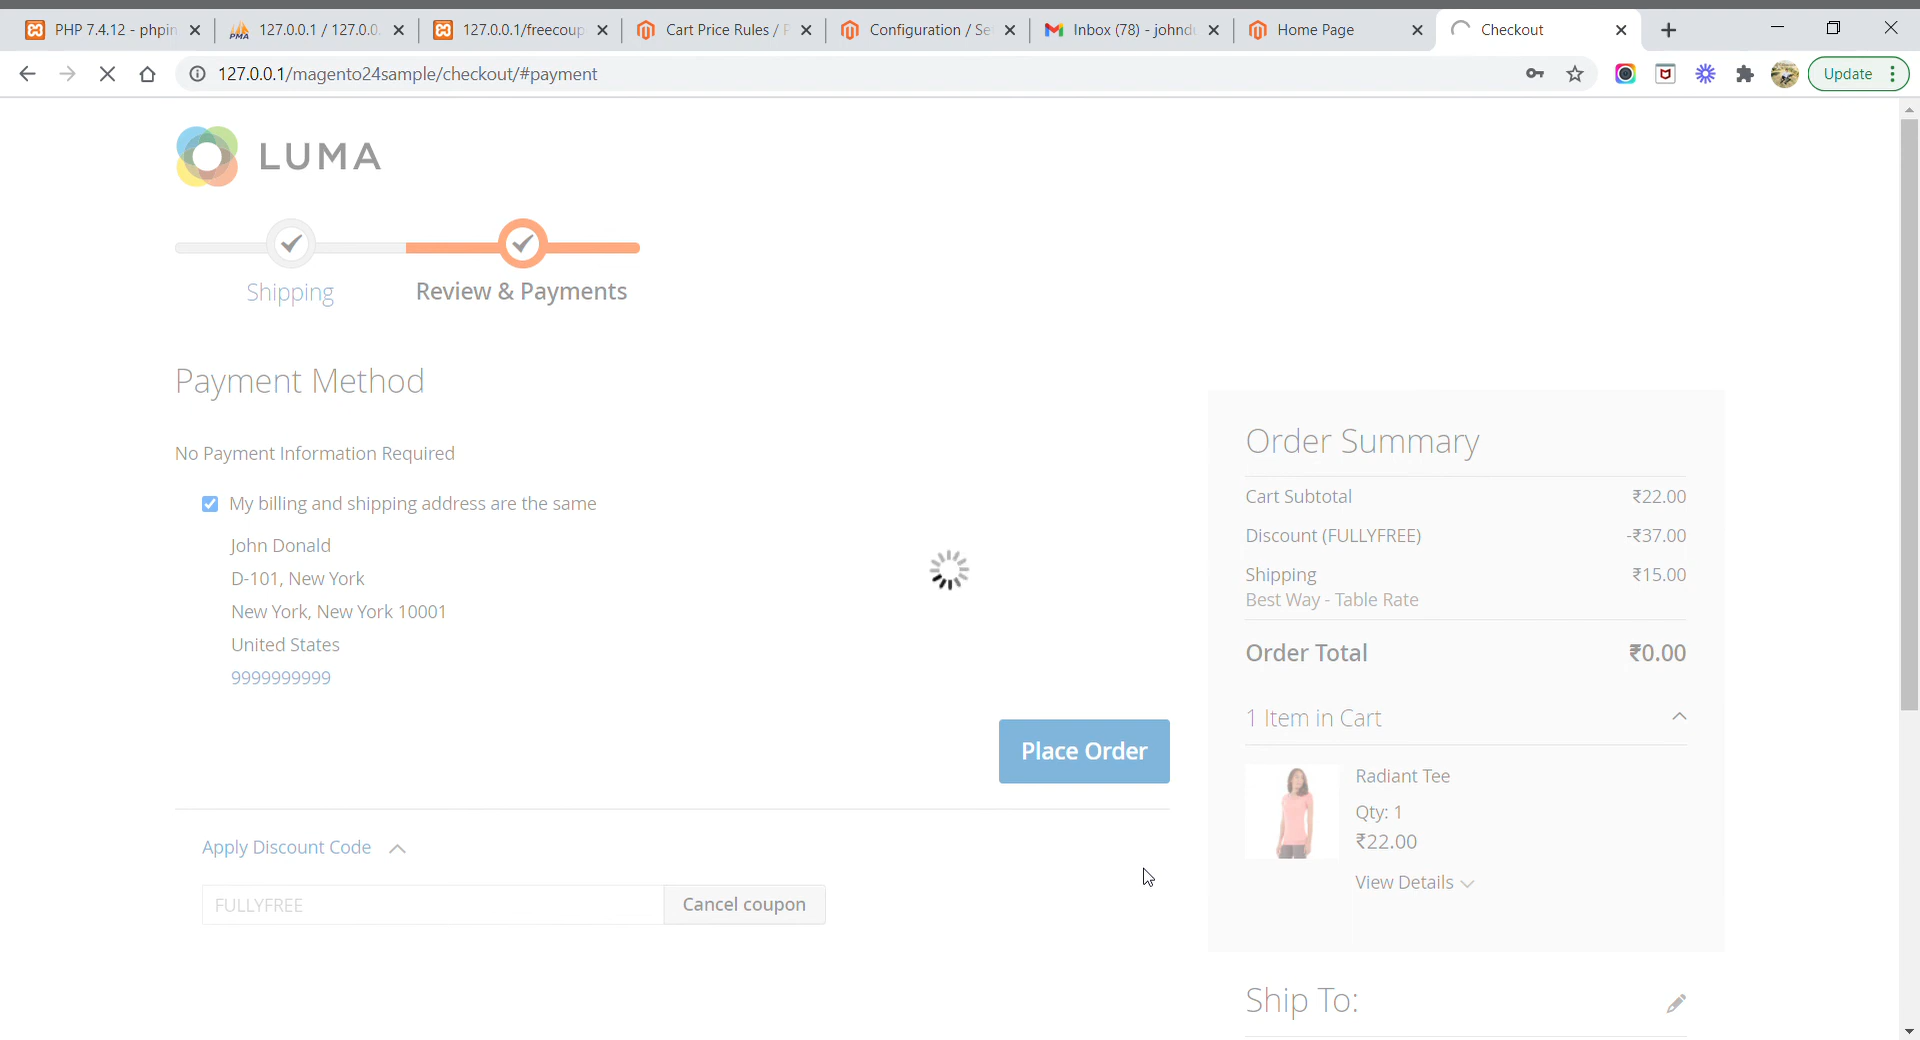 PHP 7.4.12 - phpin
127.0.0.1 / 127.0.0.
127.0.0.1/freecoup
Cart Price Rules / P
Configuration / Se
Inbox (78) - johndo
Home Page
Checkout
127.0.0.1/magento24sample/checkout/#payment
Update
LUMA
Shipping
Review & Payments
Payment Method
No Payment Information Required
My billing and shipping address are the same
John Donald
D-101, New York
New York, New York 10001
United States
9999999999
Place Order
Apply Discount Code
FULLYFREE
Cancel coupon
Order Summary
Cart Subtotal ₹22.00
Discount (FULLYFREE) -₹37.00
Shipping ₹15.00
Best Way - Table Rate
Order Total ₹0.00
1 Item in Cart
Radiant Tee
Qty: 1
₹22.00
View Details
Ship To: